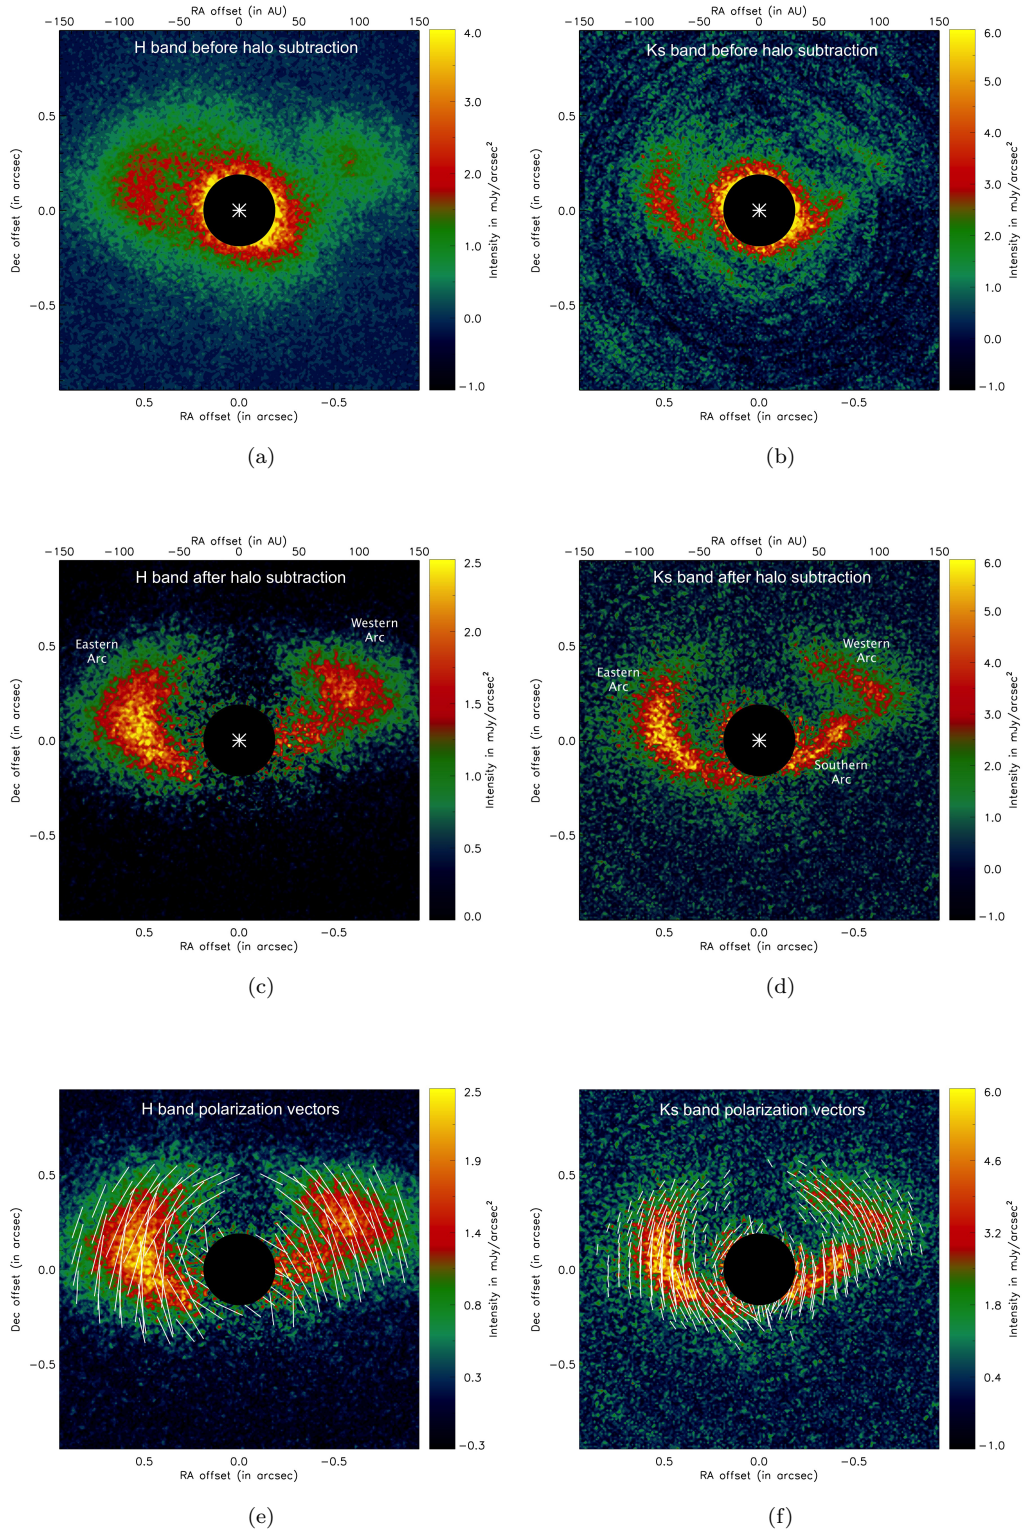 RA offset (in AU)
−150 −100 −50 0 50 100 150
H band before halo subtraction
Dec offset (in arcsec)
0.5
0.0
−0.5
0.5 0.0 −0.5
RA offset (in arcsec)
4.0
3.0
2.0
1.0
0.0
−1.0
Intensity in mJy/arcsec²
(a)
RA offset (in AU)
−150 −100 −50 0 50 100 150
Ks band before halo subtraction
Dec offset (in arcsec)
0.5
0.0
−0.5
0.5 0.0 −0.5
RA offset (in arcsec)
6.0
5.0
4.0
3.0
2.0
1.0
0.0
−1.0
Intensity in mJy/arcsec²
(b)
RA offset (in AU)
−150 −100 −50 0 50 100 150
H band after halo subtraction
Eastern
Arc
Western
Arc
Dec offset (in arcsec)
0.5
0.0
−0.5
0.5 0.0 −0.5
RA offset (in arcsec)
2.5
2.0
1.5
1.0
0.5
0.0
Intensity in mJy/arcsec²
(c)
RA offset (in AU)
−150 −100 −50 0 50 100 150
Ks band after halo subtraction
Western
Arc
Eastern
Arc
Southern
Arc
Dec offset (in arcsec)
0.5
0.0
−0.5
0.5 0.0 −0.5
RA offset (in arcsec)
6.0
5.0
4.0
3.0
2.0
1.0
0.0
−1.0
Intensity in mJy/arcsec²
(d)
H band polarization vectors
Dec offset (in arcsec)
0.5
0.0
−0.5
0.5 0.0 −0.5
RA offset (in arcsec)
2.5
1.9
1.4
0.8
0.3
−0.3
Intensity in mJy/arcsec²
(e)
Ks band polarization vectors
Dec offset (in arcsec)
0.5
0.0
−0.5
0.5 0.0 −0.5
RA offset (in arcsec)
6.0
4.6
3.2
1.8
0.4
−1.0
Intensity in mJy/arcsec²
(f)